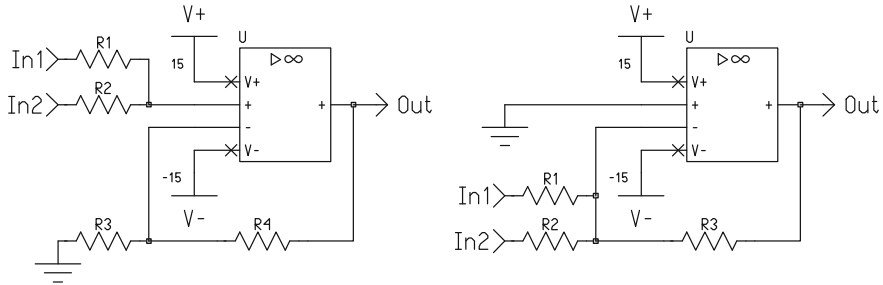 V+
U
R1
15
▷∞
In1
V+
R2
In2
+
+
Out
-
-15
V-
R3
V-
R4
V+
U
15
▷∞
V+
+
+
Out
-
R1
-15
V-
In1
R2
V-
R3
In2